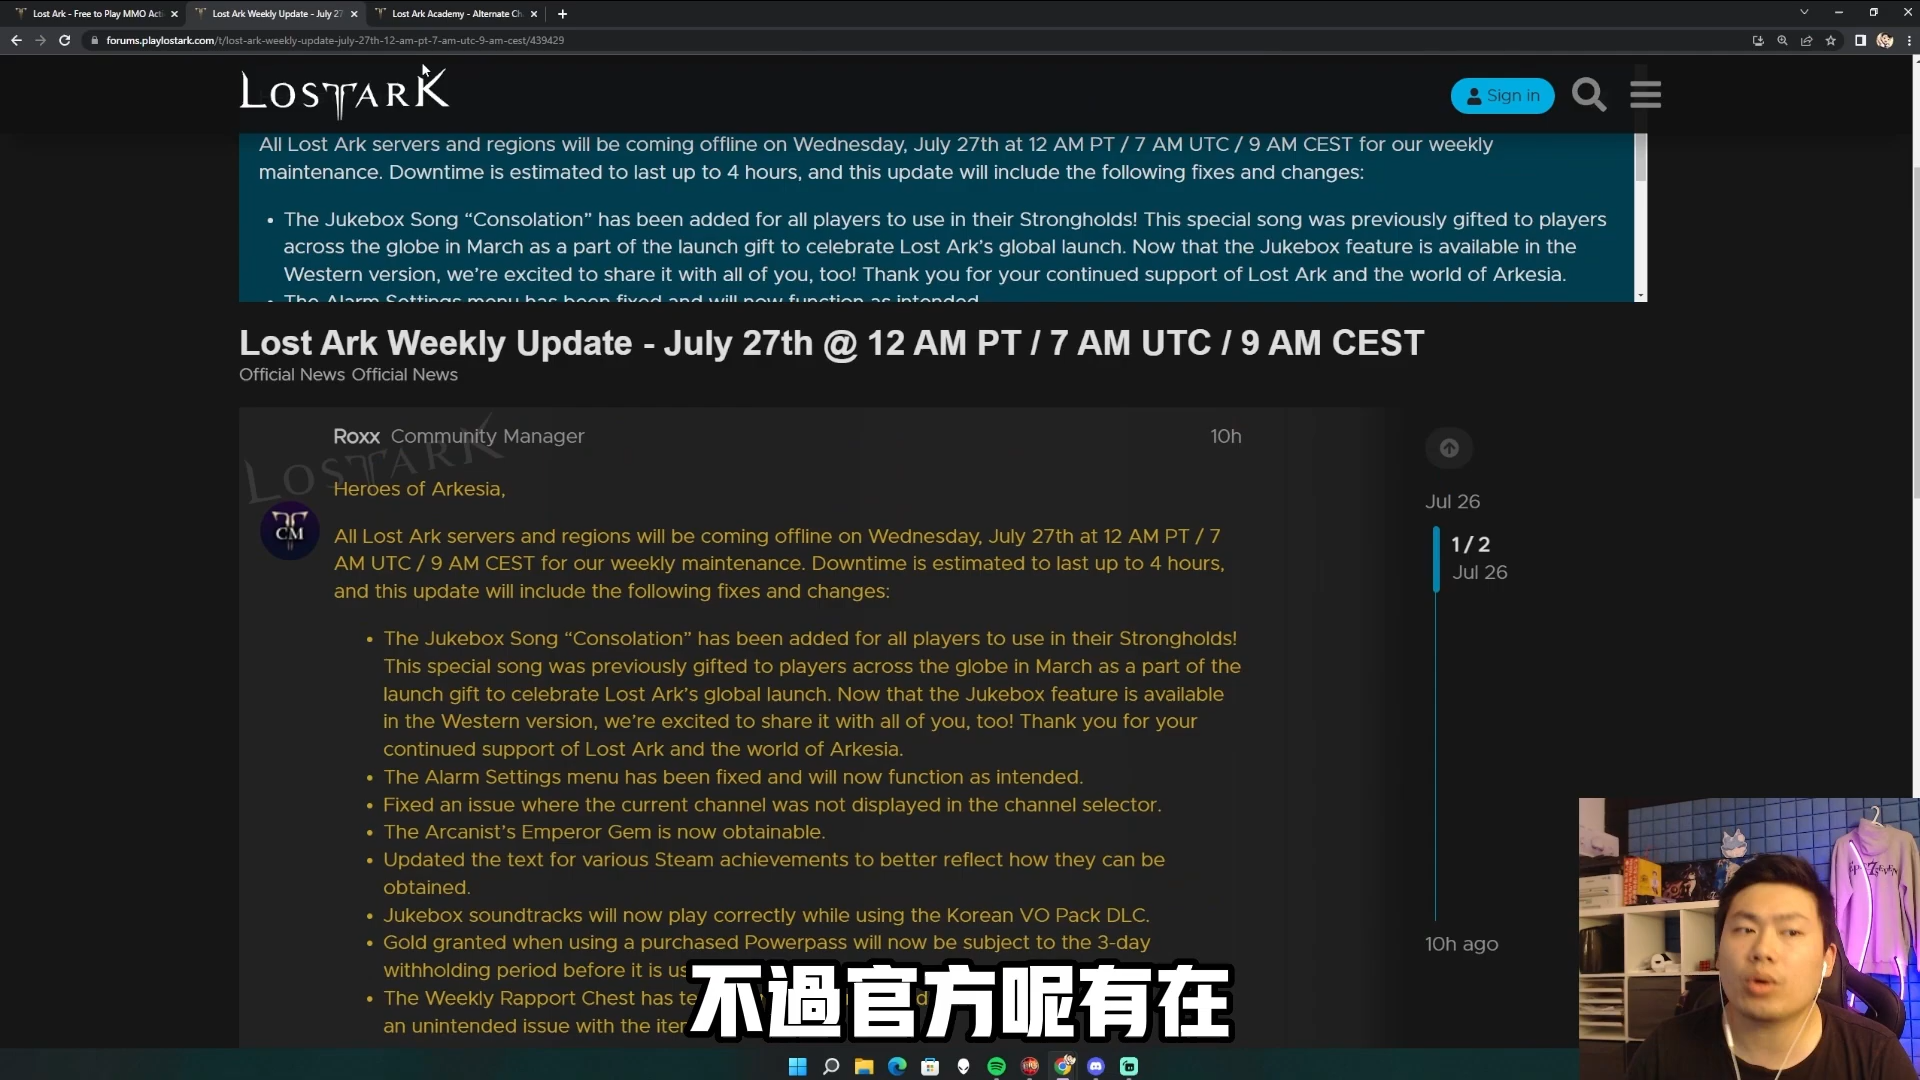 Lost Ark - Free to Play MMO Acti
Lost Ark Weekly Update - July 27
Lost Ark Academy - Alternate Ch
forums.playlostark.com/t/lost-ark-weekly-update-july-27th-12-am-pt-7-am-utc-9-am-cest/439429
LOST ARK
Sign in
All Lost Ark servers and regions will be coming offline on Wednesday, July 27th at 12 AM PT / 7 AM UTC / 9 AM CEST for our weekly
maintenance. Downtime is estimated to last up to 4 hours, and this update will include the following fixes and changes:
• The Jukebox Song “Consolation” has been added for all players to use in their Strongholds! This special song was previously gifted to players
across the globe in March as a part of the launch gift to celebrate Lost Ark’s global launch. Now that the Jukebox feature is available in the
Western version, we’re excited to share it with all of you, too! Thank you for your continued support of Lost Ark and the world of Arkesia.
• The Alarm Settings menu has been fixed and will now function as intended.
Lost Ark Weekly Update - July 27th @ 12 AM PT / 7 AM UTC / 9 AM CEST
Official News Official News
Roxx Community Manager
10h
LOST ARK
CM
Heroes of Arkesia,
All Lost Ark servers and regions will be coming offline on Wednesday, July 27th at 12 AM PT / 7
AM UTC / 9 AM CEST for our weekly maintenance. Downtime is estimated to last up to 4 hours,
and this update will include the following fixes and changes:
• The Jukebox Song “Consolation” has been added for all players to use in their Strongholds!
This special song was previously gifted to players across the globe in March as a part of the
launch gift to celebrate Lost Ark’s global launch. Now that the Jukebox feature is available
in the Western version, we’re excited to share it with all of you, too! Thank you for your
continued support of Lost Ark and the world of Arkesia.
• The Alarm Settings menu has been fixed and will now function as intended.
• Fixed an issue where the current channel was not displayed in the channel selector.
• The Arcanist’s Emperor Gem is now obtainable.
• Updated the text for various Steam achievements to better reflect how they can be
obtained.
• Jukebox soundtracks will now play correctly while using the Korean VO Pack DLC.
• Gold granted when using a purchased Powerpass will now be subject to the 3-day
withholding period before it is us
• The Weekly Rapport Chest has te
an unintended issue with the iter
Jul 26
1 / 2
Jul 26
10h ago
不過官方呢有在